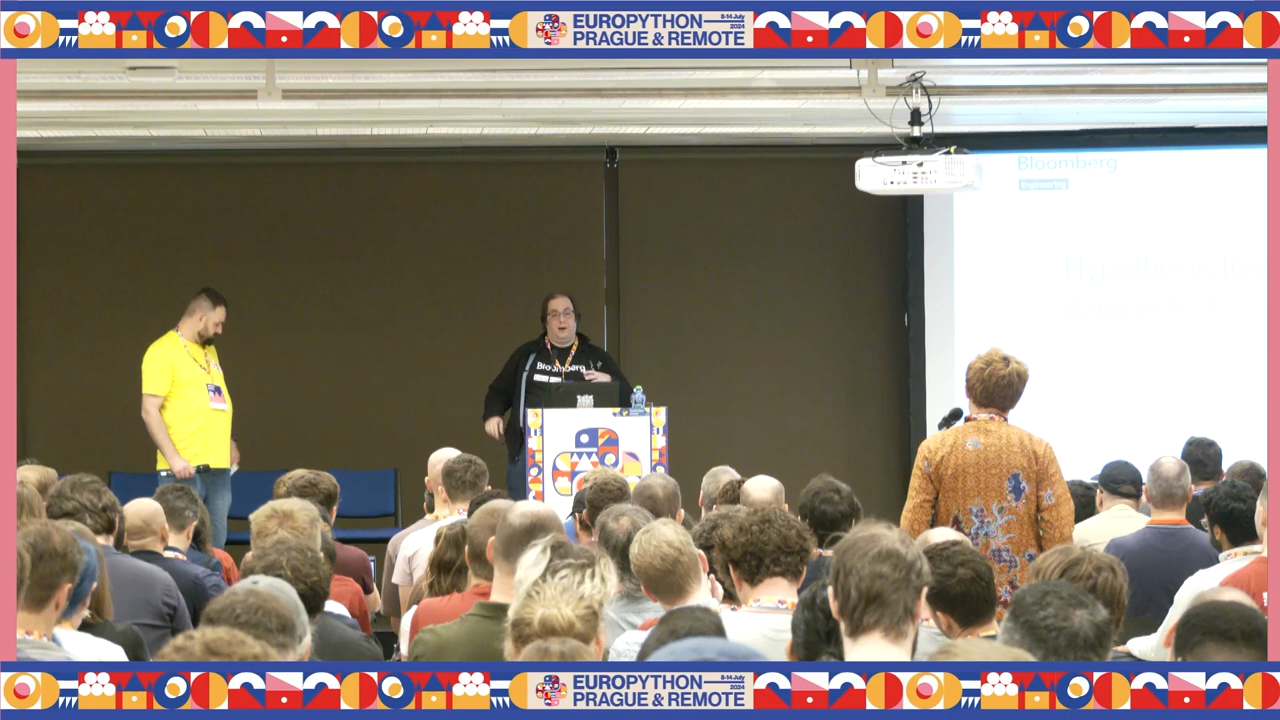 EUROPYTHON
8-14 July
2024
PRAGUE & REMOTE
Bloomberg
Engineering
Bloomberg
EUROPYTHON
8-14 July
2024
PRAGUE & REMOTE